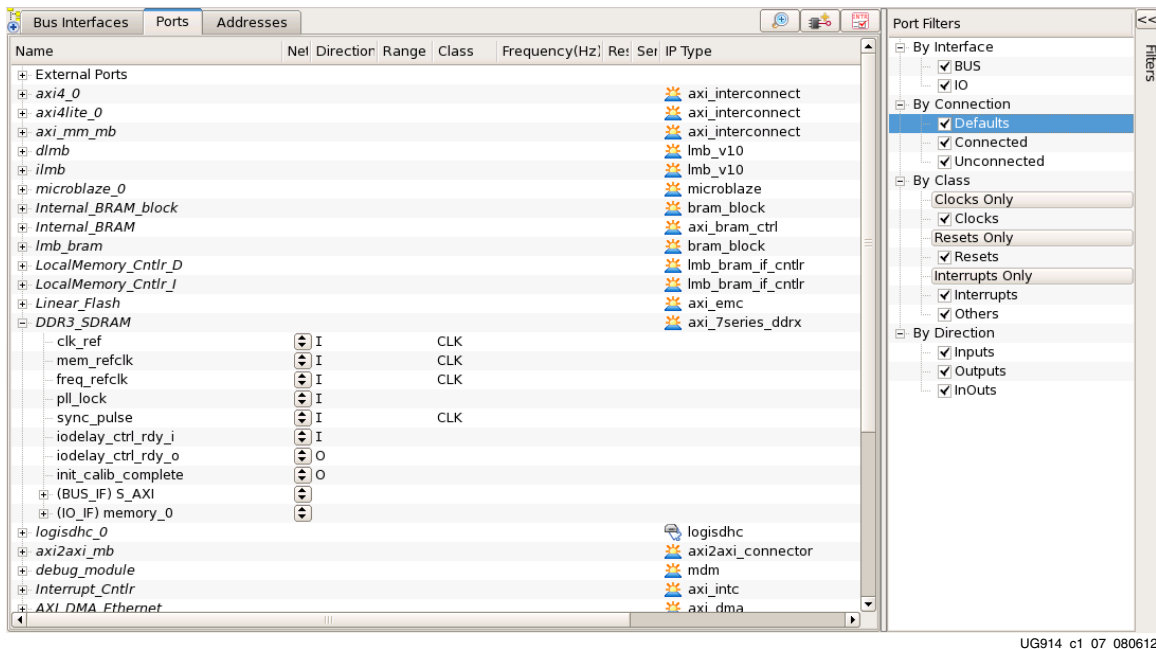 Bus Interfaces Ports Addresses
Name Net Direction Range Class Frequency(Hz) Re: Ser IP Type
External Ports
axi4_0 axi_interconnect
axi4lite_0 axi_interconnect
axi_mm_mb axi_interconnect
dlmb lmb_v10
ilmb lmb_v10
microblaze_0 microblaze
Internal_BRAM_block bram_block
Internal_BRAM axi_bram_ctrl
lmb_bram bram_block
LocalMemory_Cntlr_D lmb_bram_if_cntlr
LocalMemory_Cntlr_I lmb_bram_if_cntlr
Linear_Flash axi_emc
DDR3_SDRAM axi_7series_ddrx
clk_ref I CLK
mem_refclk I CLK
freq_refclk I CLK
pll_lock I
sync_pulse I CLK
iodelay_ctrl_rdy_i I
iodelay_ctrl_rdy_o O
init_calib_complete O
(BUS_IF) S_AXI
(IO_IF) memory_0
logisdhc_0 logisdhc
axi2axi_mb axi2axi_connector
debug_module mdm
Interrupt_Cntlr axi_intc
AXI_DMA_Ethernet axi_dma
Port Filters <<
Filters
By Interface
BUS
IO
By Connection
Defaults
Connected
Unconnected
By Class
Clocks Only
Clocks
Resets Only
Resets
Interrupts Only
Interrupts
Others
By Direction
Inputs
Outputs
InOuts
UG914_c1_07_080612